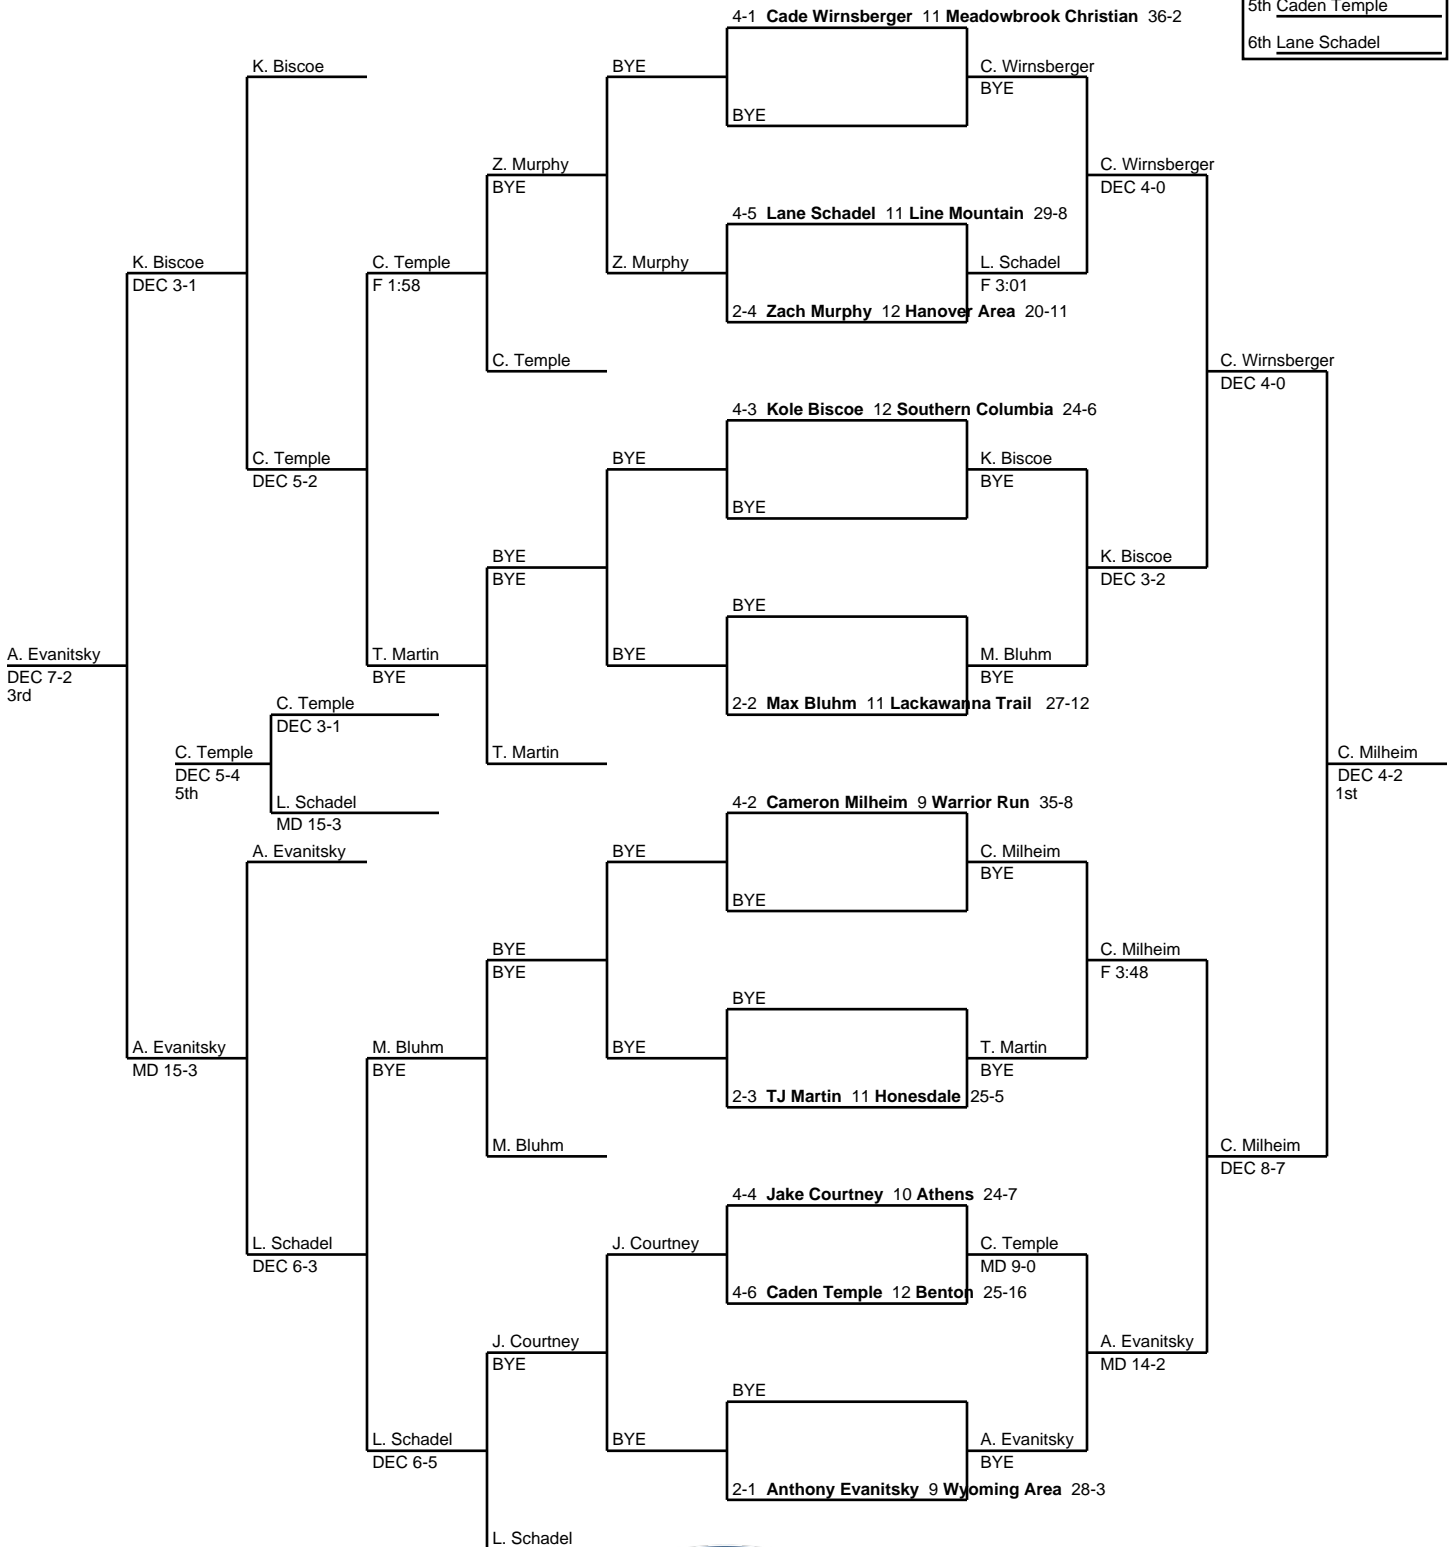 5th Caden Temple
4-1 Cade Wirnsberger 11 Meadowbrook Christian 36-2
6th Lane Schadel
K. Biscoe
BYE
C. Wirnsberger
BYE
BYE
Z. Murphy
BYE
C. Wirnsberger
DEC 4-0
4-5 Lane Schadel 11 Line Mountain 29-8
K. Biscoe
DEC 3-1
C. Temple
F 1:58
Z. Murphy
L. Schadel
F 3:01
2-4 Zach Murphy 12 Hanover Area 20-11
C. Temple
C. Wirnsberger
DEC 4-0
4-3 Kole Biscoe 12 Southern Columbia 24-6
C. Temple
DEC 5-2
BYE
K. Biscoe
BYE
BYE
BYE
BYE
K. Biscoe
DEC 3-2
BYE
A. Evanitsky
DEC 7-2
3rd
T. Martin
BYE
BYE
M. Bluhm
BYE
2-2 Max Bluhm 11 Lackawanna Trail 27-12
C. Temple
DEC 3-1
C. Temple
DEC 5-4
5th
T. Martin
C. Milheim
DEC 4-2
1st
L. Schadel
MD 15-3
4-2 Cameron Milheim 9 Warrior Run 35-8
A. Evanitsky
BYE
C. Milheim
BYE
BYE
BYE
BYE
C. Milheim
F 3:48
BYE
A. Evanitsky
MD 15-3
M. Bluhm
BYE
BYE
T. Martin
BYE
2-3 TJ Martin 11 Honesdale 25-5
M. Bluhm
C. Milheim
DEC 8-7
4-4 Jake Courtney 10 Athens 24-7
L. Schadel
DEC 6-3
J. Courtney
C. Temple
MD 9-0
4-6 Caden Temple 12 Benton 25-16
J. Courtney
BYE
A. Evanitsky
MD 14-2
BYE
L. Schadel
DEC 6-5
BYE
A. Evanitsky
BYE
2-1 Anthony Evanitsky 9 Wyoming Area 28-3
L. Schadel